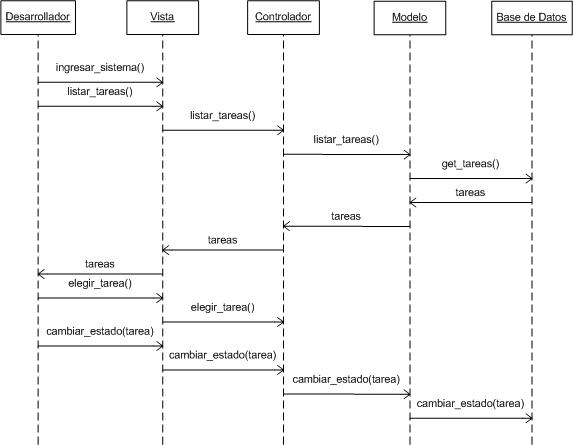 Desarrollador Vista Controlador Modelo Base de Datos
ingresar_sistema()
listar_tareas()
listar_tareas()
listar_tareas()
get_tareas()
tareas
tareas
tareas
tareas
elegir_tarea()
elegir_tarea()
cambiar_estado(tarea)
cambiar_estado(tarea)
cambiar_estado(tarea)
cambiar_estado(tarea)